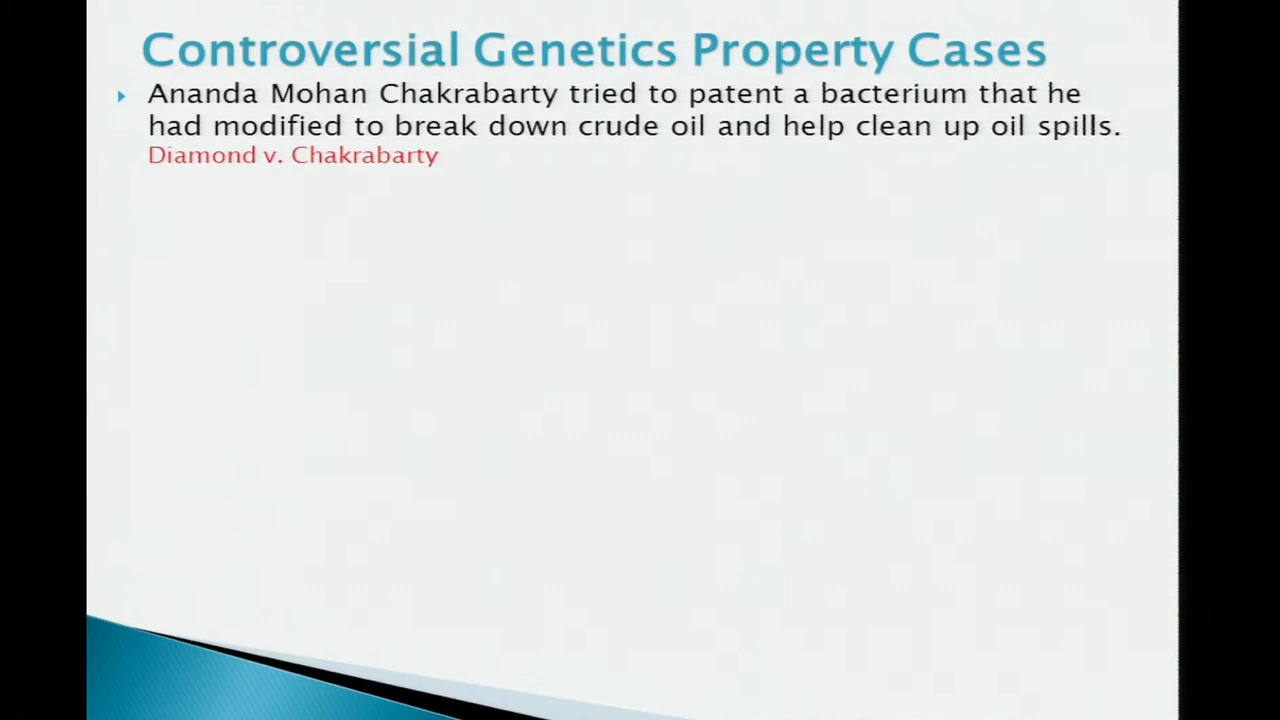 Controversial Genetics Property Cases
Ananda Mohan Chakrabarty tried to patent a bacterium that he
had modified to break down crude oil and help clean up oil spills.
Diamond v. Chakrabarty